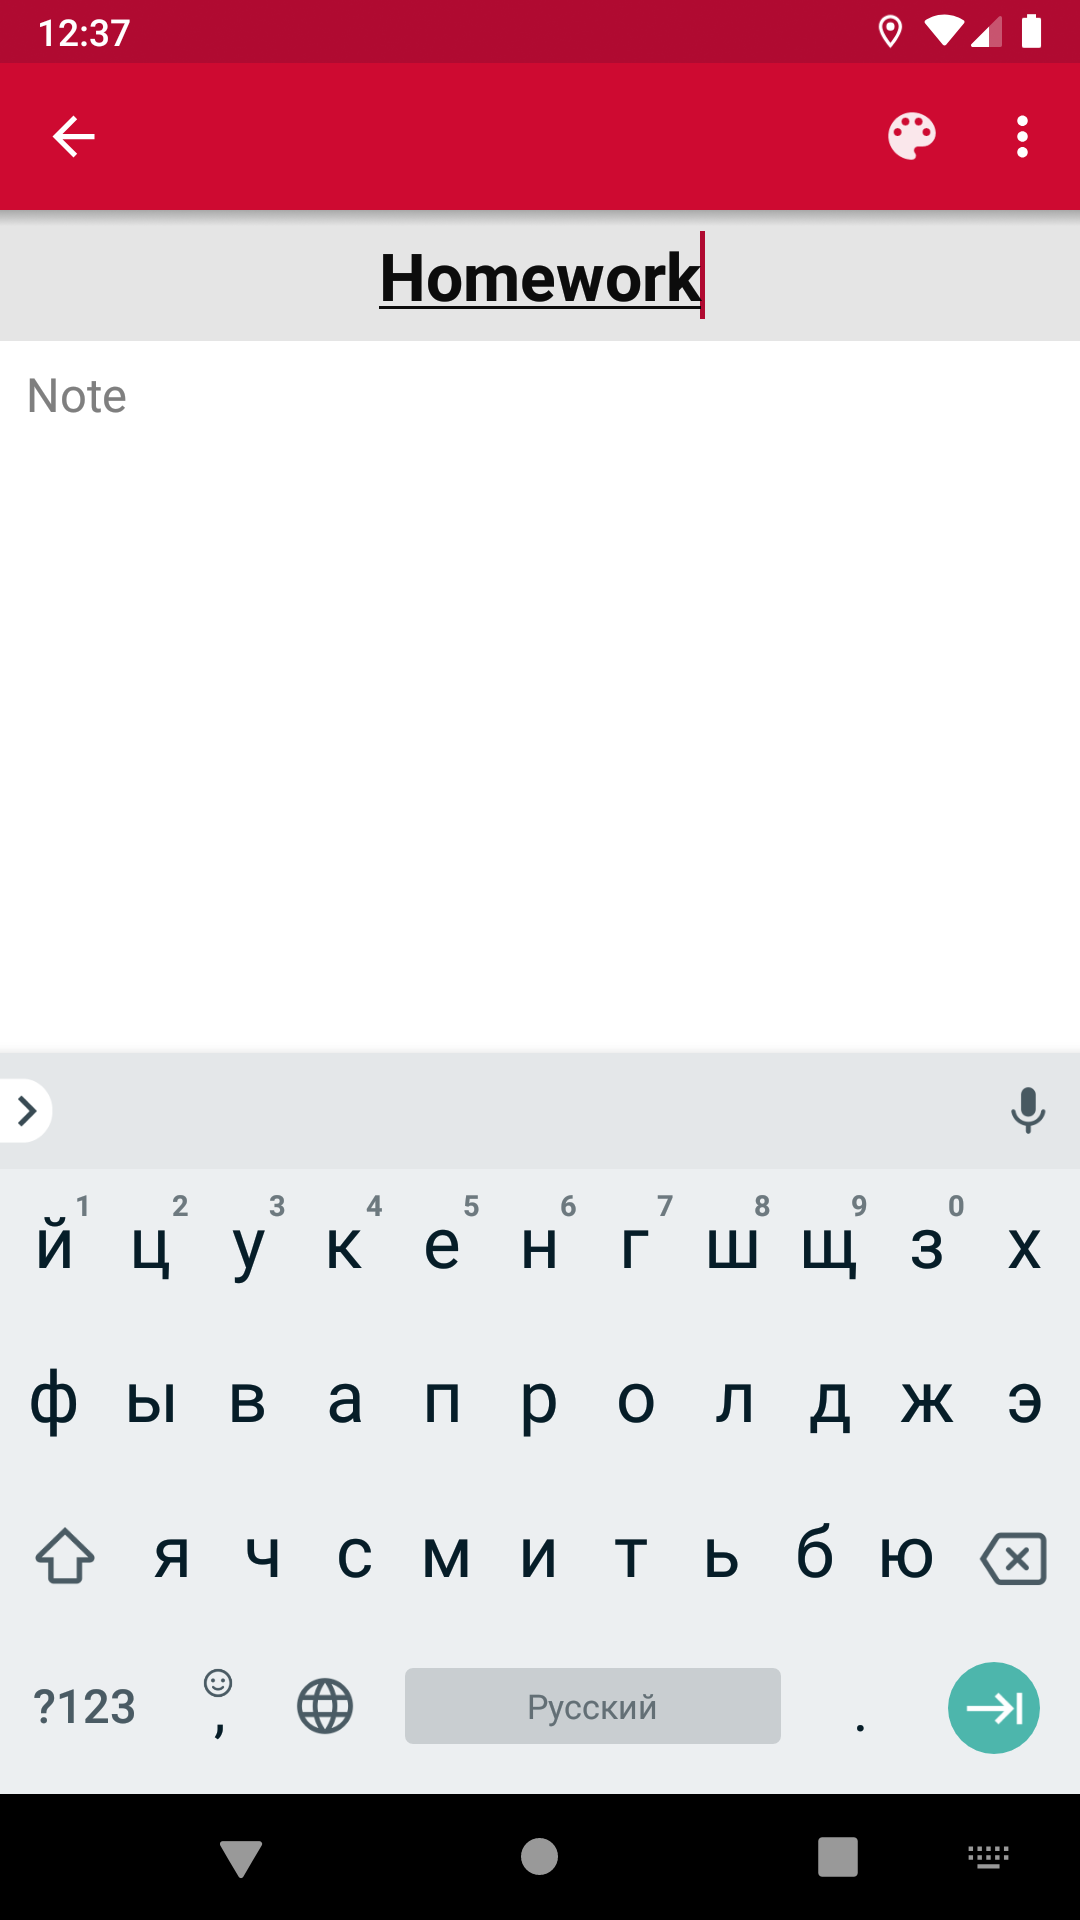 12:37
Homework
Note
1 2 3 4 5 6 7 8 9 0
й ц у к е н г ш щ з х
ф ы в а п р о л д ж э
я ч с м и т ь б ю
?123 , Русский .